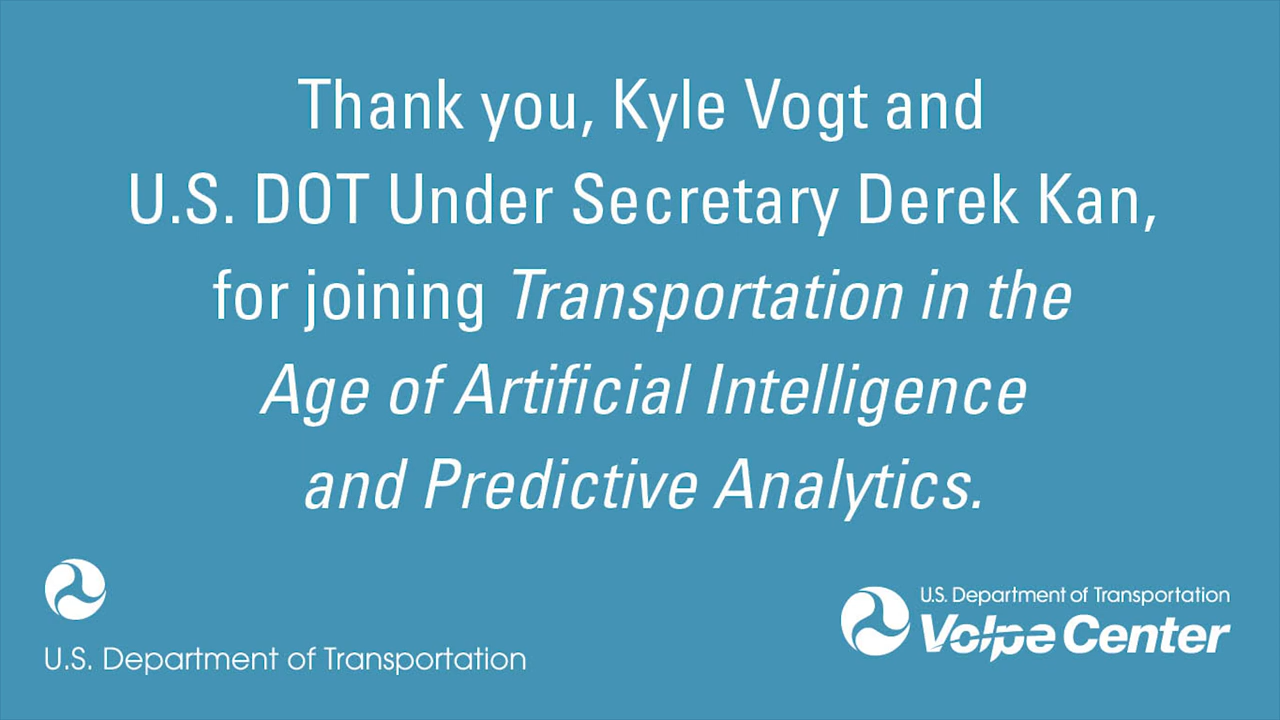 Thank you, Kyle Vogt and
U.S. DOT Under Secretary Derek Kan,
for joining Transportation in the
Age of Artificial Intelligence
and Predictive Analytics.
U.S. Department of Transportation
U.S. Department of Transportation
Volpe Center